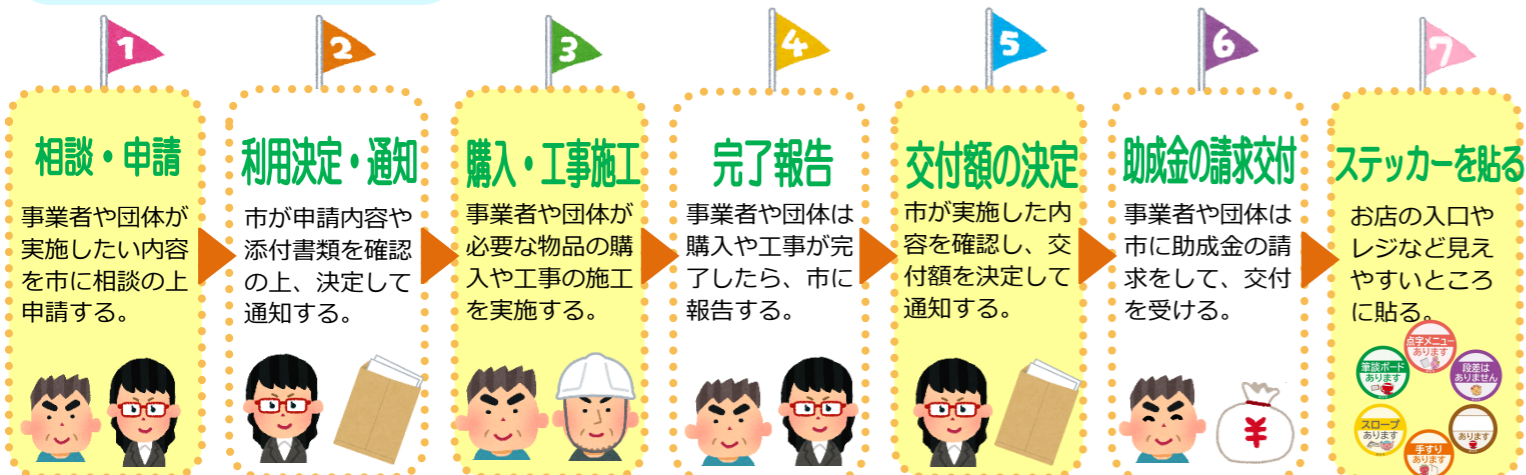 1
相談・申請
事業者や団体が
実施したい内容
を市に相談の上
申請する。
2
利用決定・通知
市が申請内容や
添付書類を確認
の上、決定して
通知する。
3
購入・工事施工
事業者や団体が
必要な物品の購
入や工事の施工
を実施する。
4
完了報告
事業者や団体は
購入や工事が完
了したら、市に
報告する。
5
交付額の決定
市が実施した内
容を確認し、交
付額を決定して
通知する。
6
助成金の請求交付
事業者や団体は
市に助成金の請
求をして、交付
を受ける。
¥
7
ステッカーを貼る
お店の入口や
レジなど見え
やすいところ
に貼る。
点字メニュー
あります
筆談ボード
あります
段差は
ありません
スロープ
あります
手すり
あります
あります